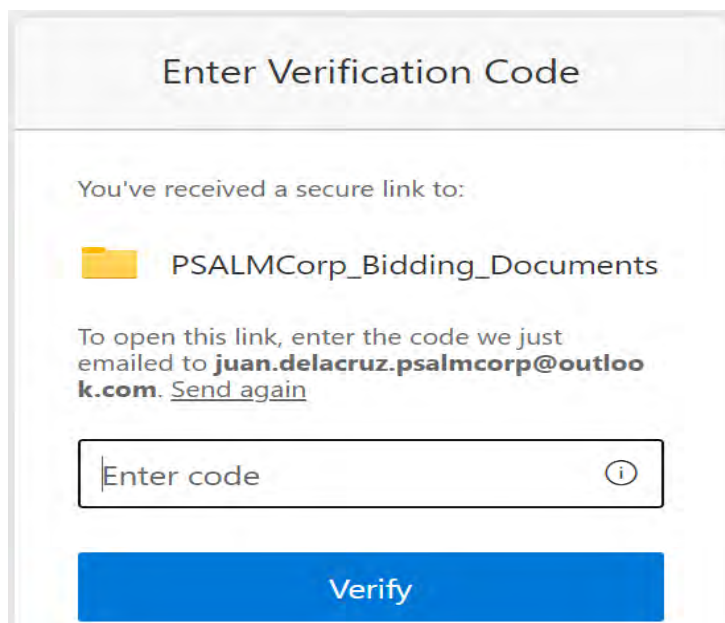 Enter Verification Code
You've received a secure link to:
PSALMCorp_Bidding_Documents
To open this link, enter the code we just
emailed to juan.delacruz.psalmcorp@outloo
k.com. Send again
Enter code
Verify